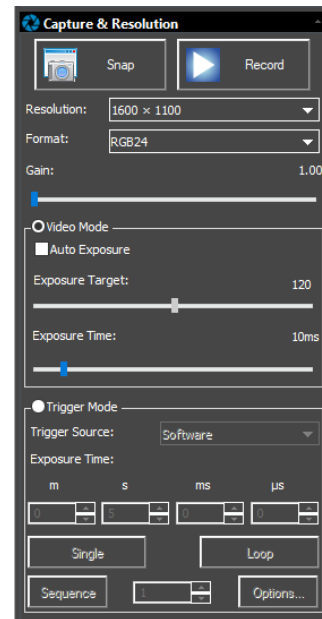 Capture & Resolution
Snap Record
Resolution: 1600 × 1100
Format: RGB24
Gain: 1.00
Video Mode
Auto Exposure
Exposure Target: 120
Exposure Time: 10ms
Trigger Mode
Trigger Source: Software
Exposure Time:
m s ms µs
0 5 0 0
Single Loop
Sequence 1 Options...